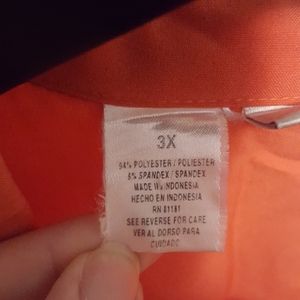 3X
94% POLYESTER / POLIESTER
6% SPANDEX / SPANDEX
MADE IN INDONESIA
HECHO EN INDONESIA
RN 81181
SEE REVERSE FOR CARE
VER AL DORSO PARA
CUIDADO